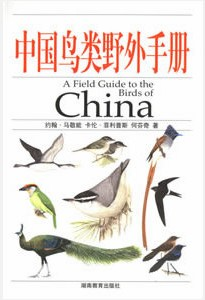 中国鸟类野外手册
A Field Guide to the
Birds of
China
约翰·马敬能 卡伦·菲利普斯 何芬奇 著
湖南教育出版社